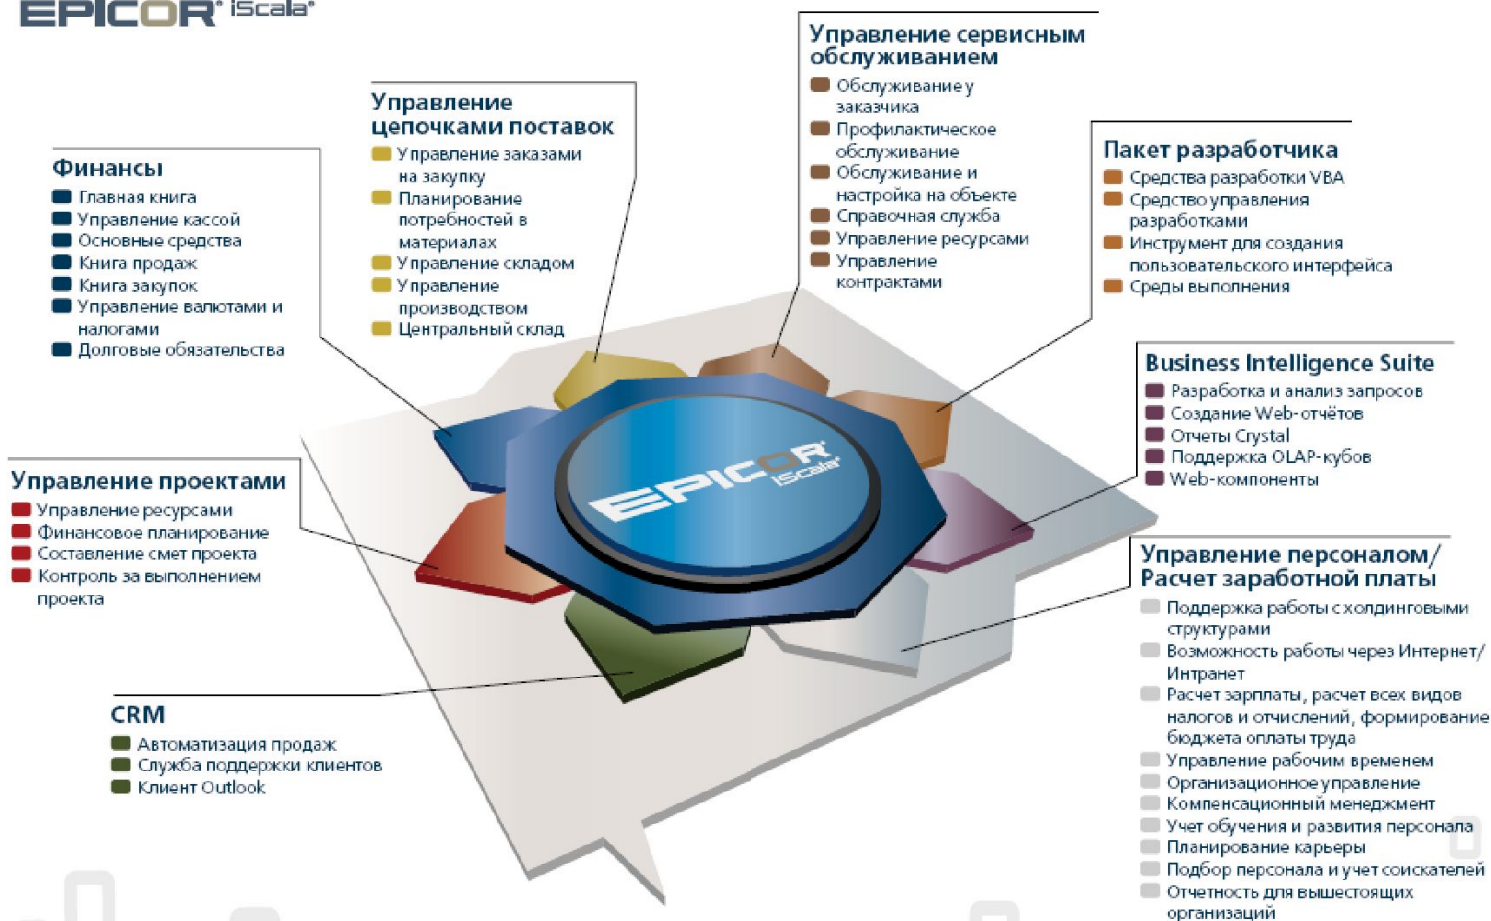 EPICOR® iScala®
Управление сервисным
обслуживанием
Обслуживание у
заказчика
Профилактическое
обслуживание
Обслуживание и
настройка на объекте
Справочная служба
Управление ресурсами
Управление
контрактами
Управление
цепочками поставок
Управление заказами
на закупку
Планирование
потребностей в
материалах
Управление складом
Управление
производством
Центральный склад
Финансы
Главная книга
Управление кассой
Основные средства
Книга продаж
Книга закупок
Управление валютами и
налогами
Долговые обязательства
Пакет разработчика
Средства разработки VBA
Средство управления
разработками
Инструмент для создания
пользовательского интерфейса
Среды выполнения
Business Intelligence Suite
Разработка и анализ запросов
Создание Web-отчётов
Отчеты Crystal
Поддержка OLAP-кубов
Web-компоненты
EPICOR®
iScala®
Управление проектами
Управление ресурсами
Финансовое планирование
Составление смет проекта
Контроль за выполнением
проекта
Управление персоналом/
Расчет заработной платы
Поддержка работы с холдинговыми
структурами
Возможность работы через Интернет/
Интранет
Расчет зарплаты, расчет всех видов
налогов и отчислений, формирование
бюджета оплаты труда
Управление рабочим временем
Организационное управление
Компенсационный менеджмент
Учет обучения и развития персонала
Планирование карьеры
Подбор персонала и учет соискателей
Отчетность для вышестоящих
организаций
CRM
Автоматизация продаж
Служба поддержки клиентов
Клиент Outlook